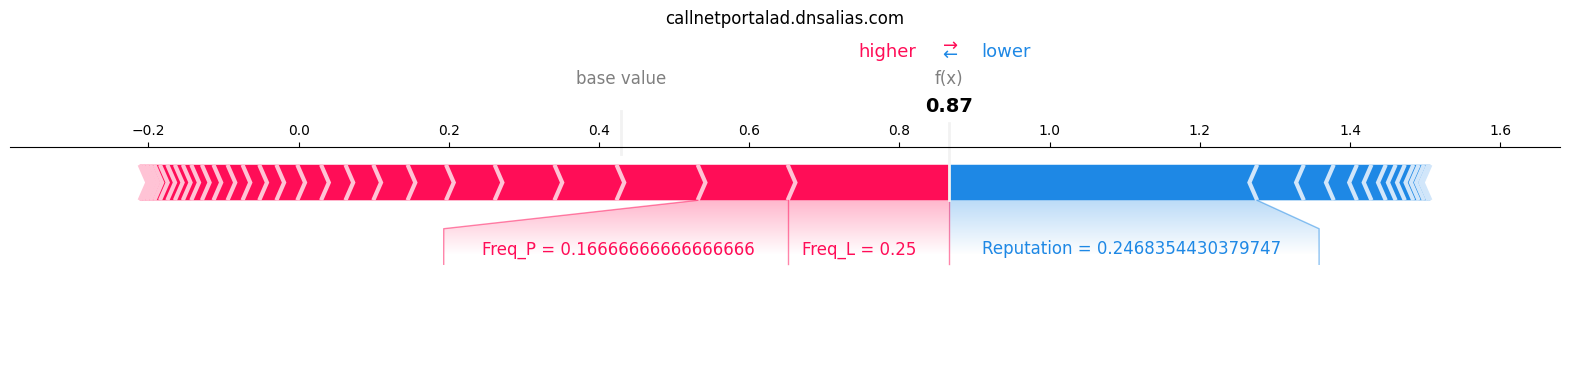 callnetportalad.dnsalias.com
higher ⇄ lower
base value f(x)
0.87
−0.2 0.0 0.2 0.4 0.6 0.8 1.0 1.2 1.4 1.6
Freq_P = 0.16666666666666666 Freq_L = 0.25 Reputation = 0.2468354430379747